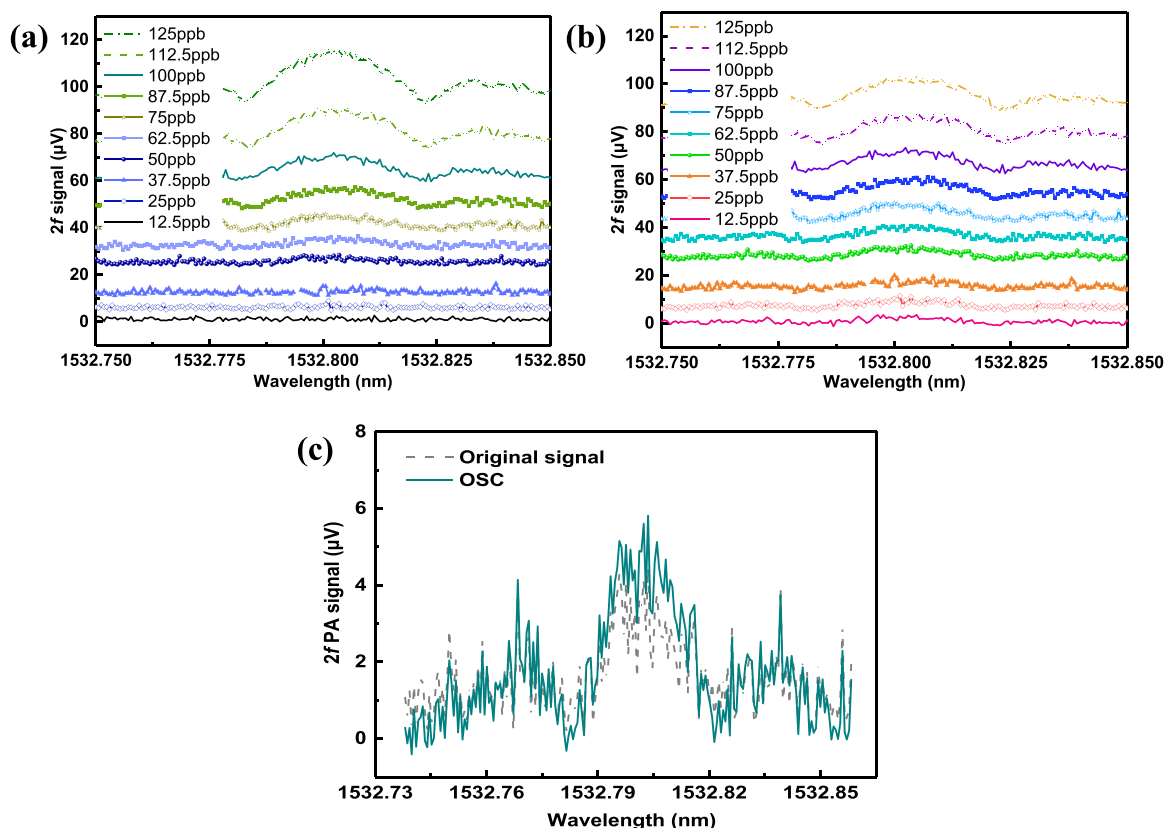 (a)
2f signal (μV)
120
100
80
60
40
20
0
125ppb
112.5ppb
100ppb
87.5ppb
75ppb
62.5ppb
50ppb
37.5ppb
25ppb
12.5ppb
1532.750 1532.775 1532.800 1532.825 1532.850
Wavelength (nm)
(b)
2f signal (μV)
120
100
80
60
40
20
0
125ppb
112.5ppb
100ppb
87.5ppb
75ppb
62.5ppb
50ppb
37.5ppb
25ppb
12.5ppb
1532.750 1532.775 1532.800 1532.825 1532.850
Wavelength (nm)
(c)
2f PA signal (μV)
8
6
4
2
0
Original signal
OSC
1532.73 1532.76 1532.79 1532.82 1532.85
Wavelength (nm)